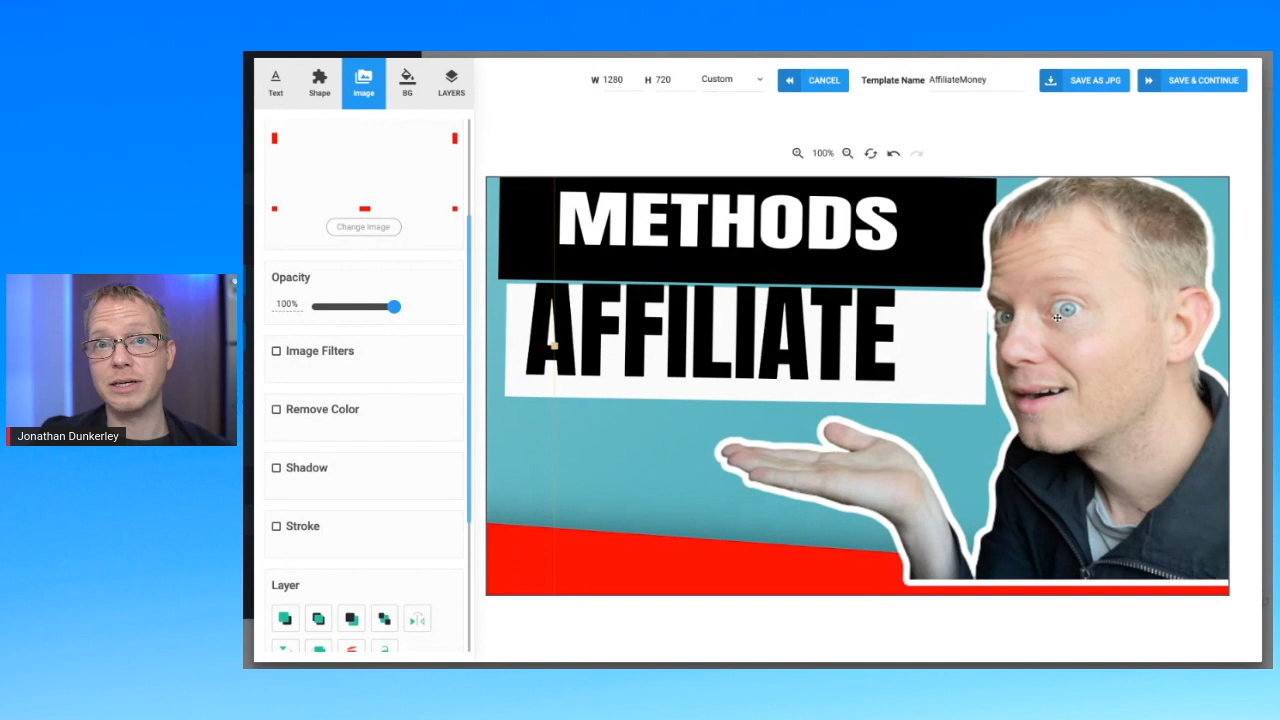 Text
Shape
Image
BG
LAYERS
W 1280
H 720
Custom
CANCEL
Template Name AffiliateMoney
SAVE AS JPG
SAVE & CONTINUE
100%
Change Image
Opacity
100%
Image Filters
Remove Color
Shadow
Stroke
Layer
METHODS
AFFILIATE
Jonathan Dunkerley